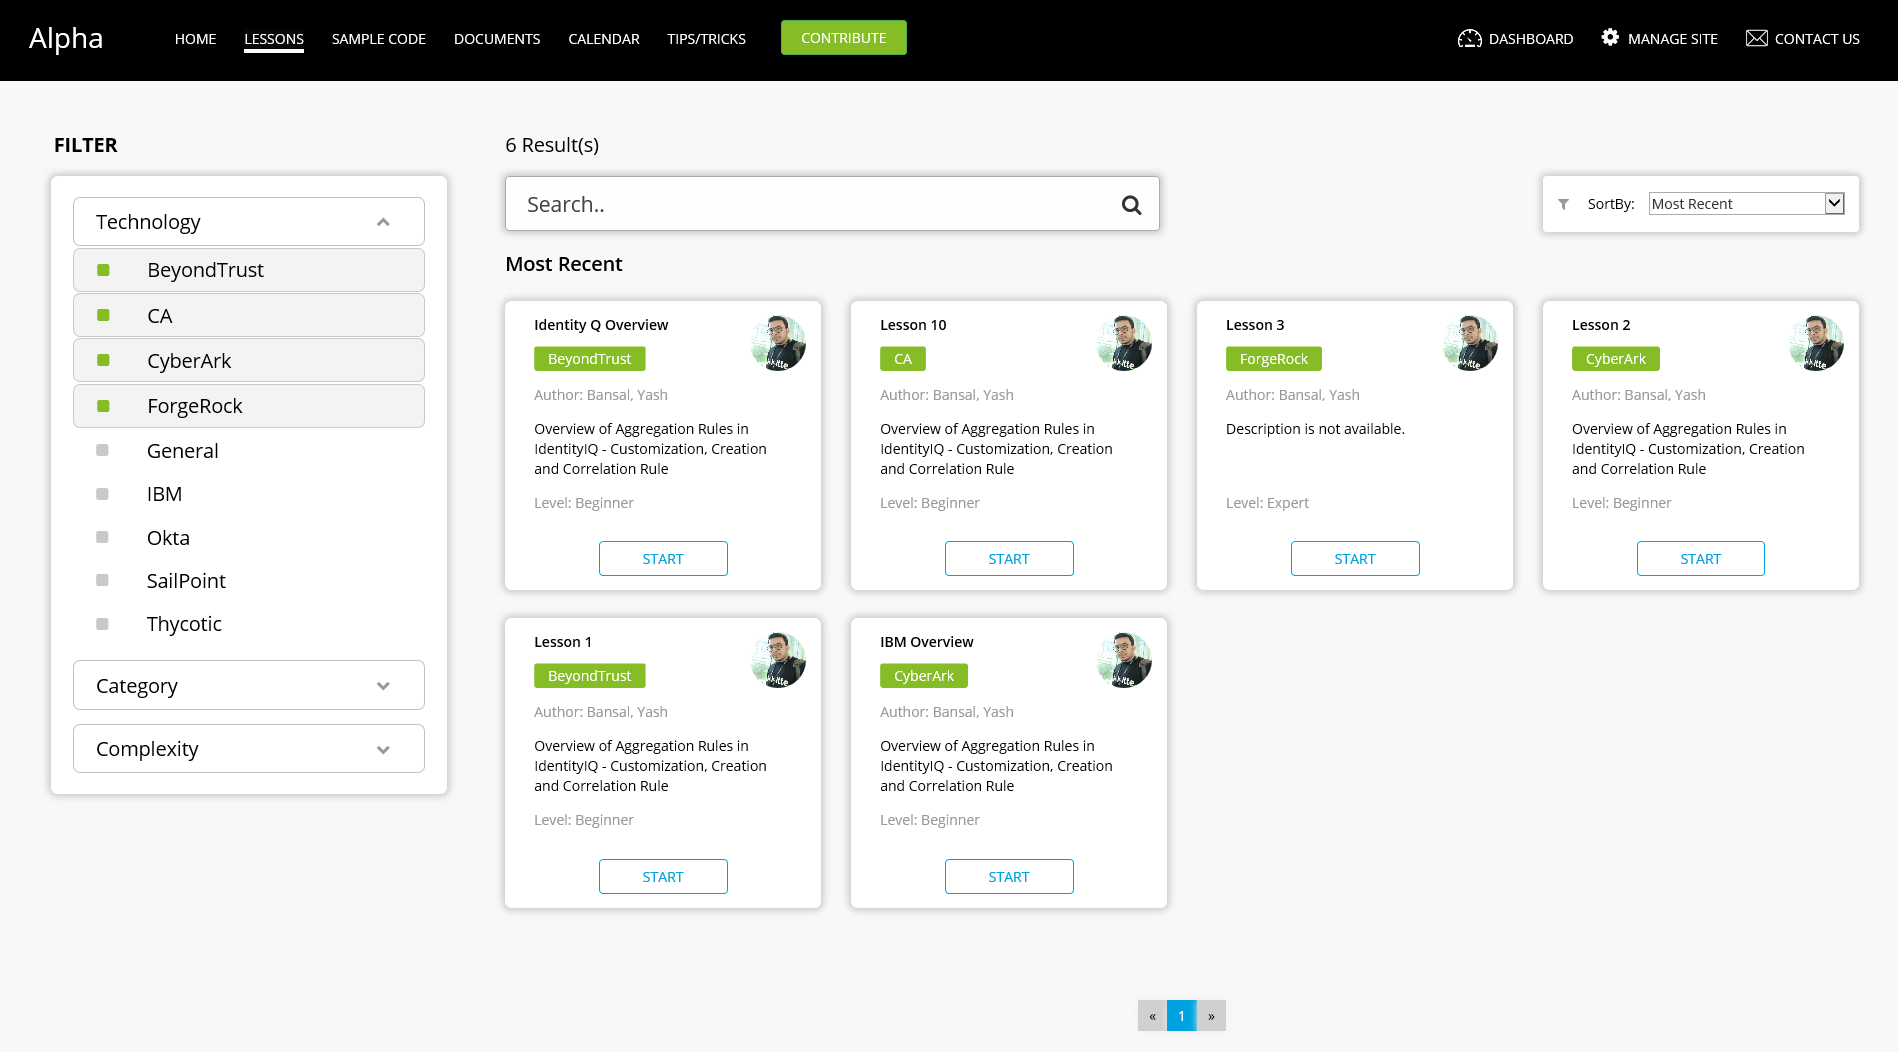 Alpha
HOME
LESSONS
SAMPLE CODE
DOCUMENTS
CALENDAR
TIPS/TRICKS
CONTRIBUTE
DASHBOARD
MANAGE SITE
CONTACT US
FILTER
Technology
BeyondTrust
CA
CyberArk
ForgeRock
General
IBM
Okta
SailPoint
Thycotic
Category
Complexity
6 Result(s)
Search..
SortBy:
Most Recent
Most Recent
Identity Q Overview
BeyondTrust
Author: Bansal, Yash
Overview of Aggregation Rules in
IdentityIQ - Customization, Creation
and Correlation Rule
Level: Beginner
START
Lesson 10
CA
Author: Bansal, Yash
Overview of Aggregation Rules in
IdentityIQ - Customization, Creation
and Correlation Rule
Level: Beginner
START
Lesson 3
ForgeRock
Author: Bansal, Yash
Description is not available.
Level: Expert
START
Lesson 2
CyberArk
Author: Bansal, Yash
Overview of Aggregation Rules in
IdentityIQ - Customization, Creation
and Correlation Rule
Level: Beginner
START
Lesson 1
BeyondTrust
Author: Bansal, Yash
Overview of Aggregation Rules in
IdentityIQ - Customization, Creation
and Correlation Rule
Level: Beginner
START
IBM Overview
CyberArk
Author: Bansal, Yash
Overview of Aggregation Rules in
IdentityIQ - Customization, Creation
and Correlation Rule
Level: Beginner
START
« 1 »